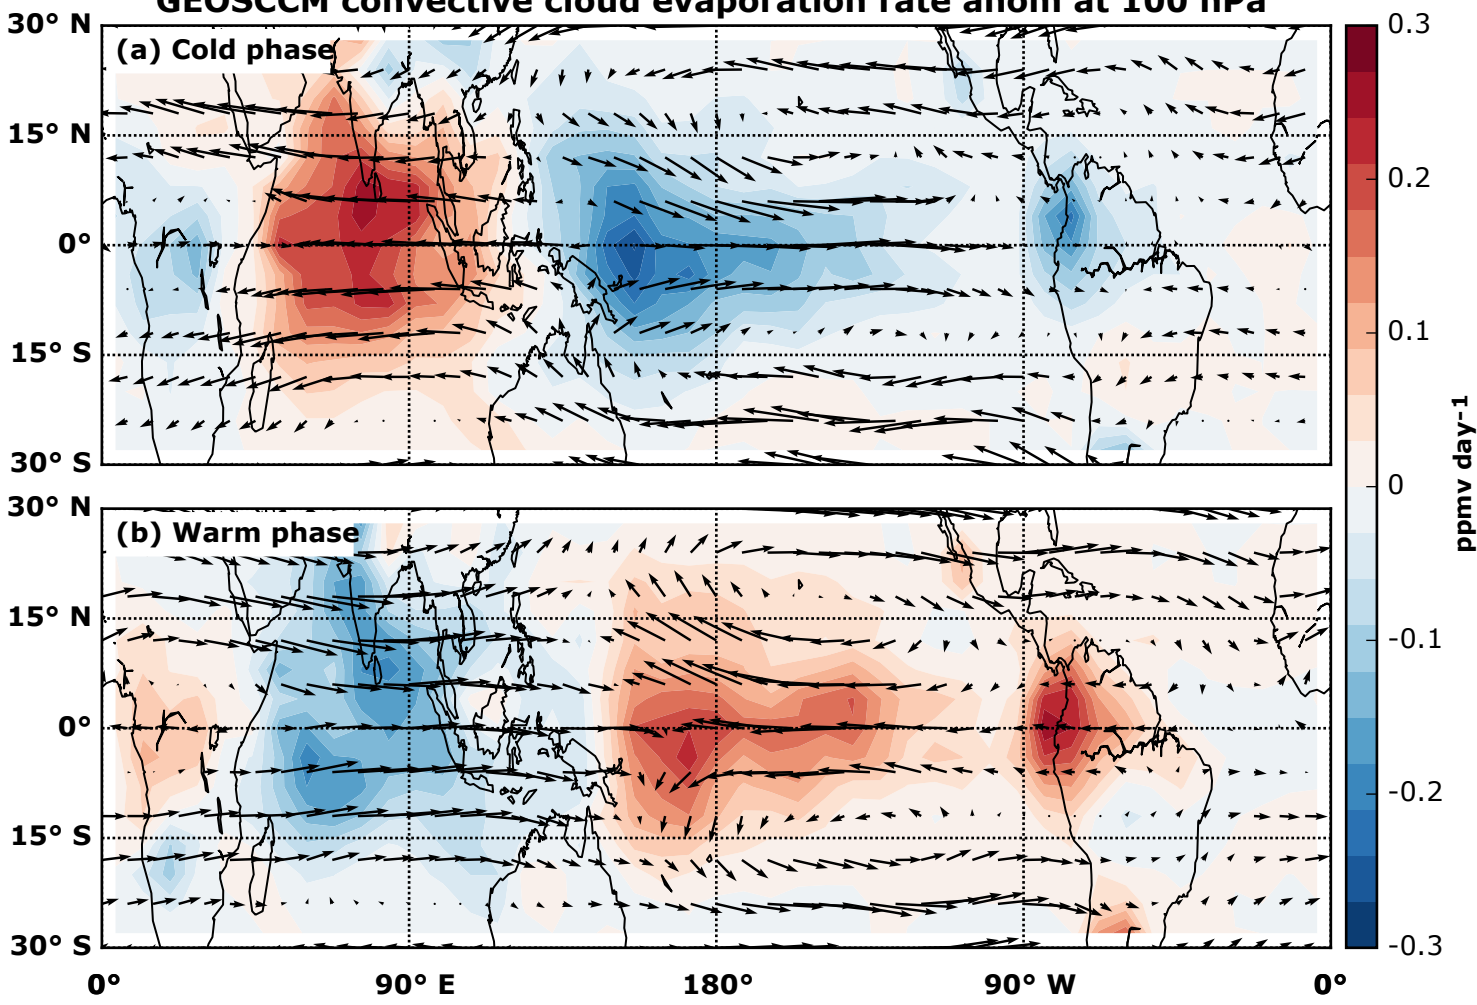 GEOSCCM convective cloud evaporation rate anom at 100 hPa
30° N
(a) Cold phase
15° N
0°
15° S
30° S
30° N
(b) Warm phase
15° N
0°
15° S
30° S
0°
90° E
180°
90° W
0°
0.3
0.2
0.1
0
-0.1
-0.2
-0.3
ppmv day-1